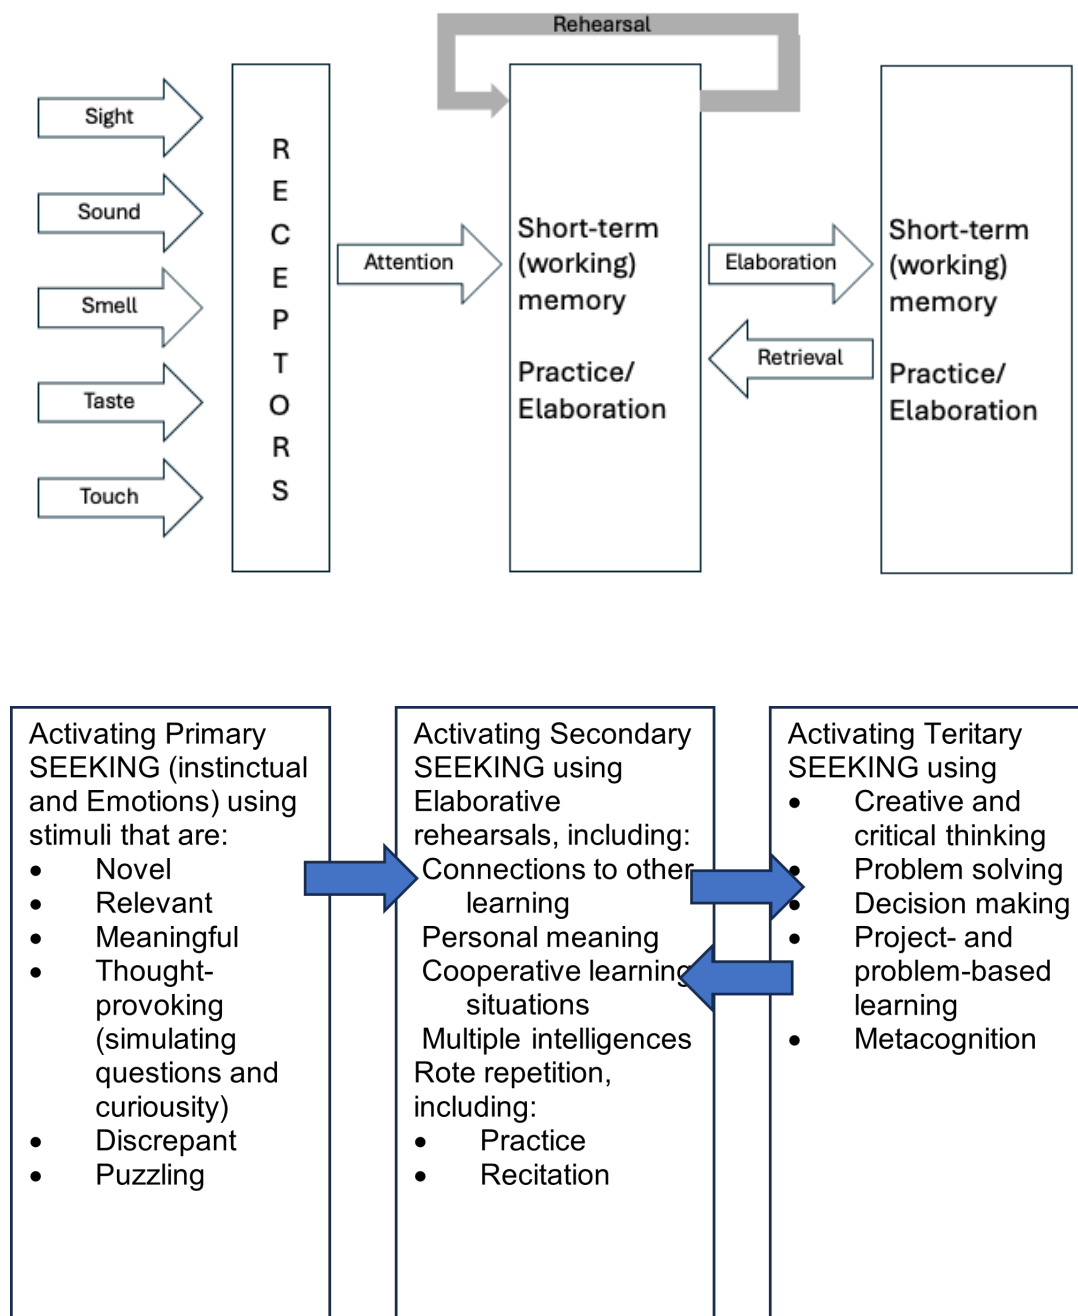 Rehearsal
Sight
Sound
Smell
Taste
Touch
R
E
C
E
P
T
O
R
S
Attention
Short-term
(working)
memory
Practice/
Elaboration
Elaboration
Retrieval
Short-term
(working)
memory
Practice/
Elaboration
Activating Primary
SEEKING (instinctual
and Emotions) using
stimuli that are:
• Novel
• Relevant
• Meaningful
• Thought-
provoking
(simulating
questions and
curiousity)
• Discrepant
• Puzzling
Activating Secondary
SEEKING using
Elaborative
rehearsals, including:
Connections to other
learning
Personal meaning
Cooperative learning
situations
Multiple intelligences
Rote repetition,
including:
• Practice
• Recitation
Activating Teritary
SEEKING using
• Creative and
critical thinking
• Problem solving
• Decision making
• Project- and
problem-based
learning
• Metacognition